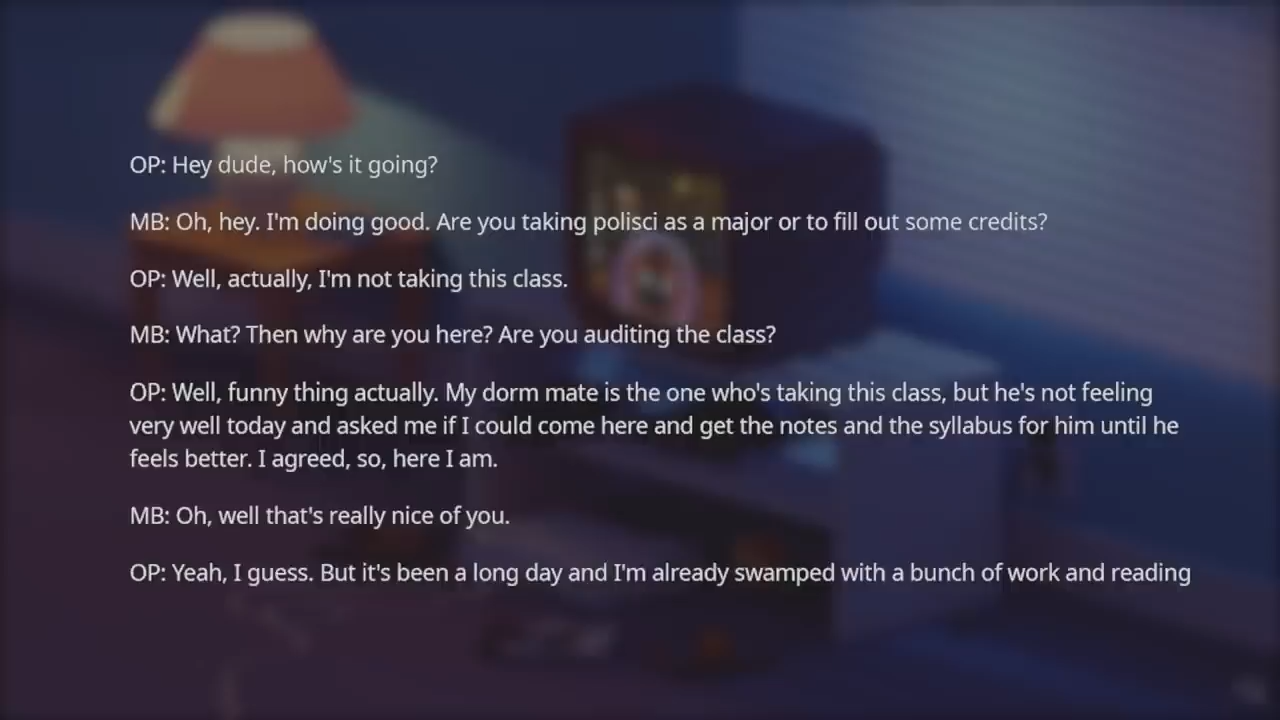 OP: Hey dude, how's it going?
MB: Oh, hey. I'm doing good. Are you taking polisci as a major or to fill out some credits?
OP: Well, actually, I'm not taking this class.
MB: What? Then why are you here? Are you auditing the class?
OP: Well, funny thing actually. My dorm mate is the one who's taking this class, but he's not feeling
very well today and asked me if I could come here and get the notes and the syllabus for him until he
feels better. I agreed, so, here I am.
MB: Oh, well that's really nice of you.
OP: Yeah, I guess. But it's been a long day and I'm already swamped with a bunch of work and reading